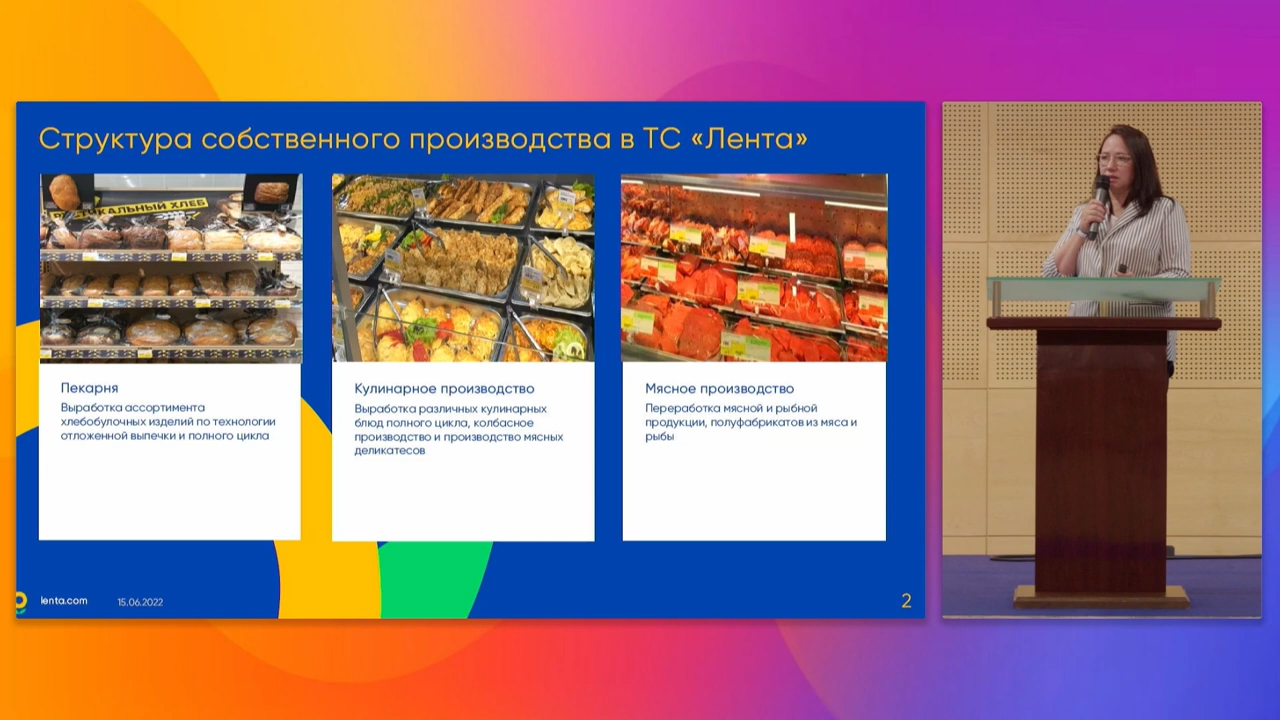 Структура собственного производства в ТС «Лента»
КАЛЬНЫЙ ХЛЕБ
Пекарня
Выработка ассортимента
хлебобулочных изделий по технологии
отложенной выпечки и полного цикла
Кулинарное производство
Выработка различных кулинарных
блюд полного цикла, колбасное
производство и производство мясных
деликатесов
Мясное производство
Переработка мясной и рыбной
продукции, полуфабрикатов из мяса и
рыбы
lenta.com
15.06.2022
2